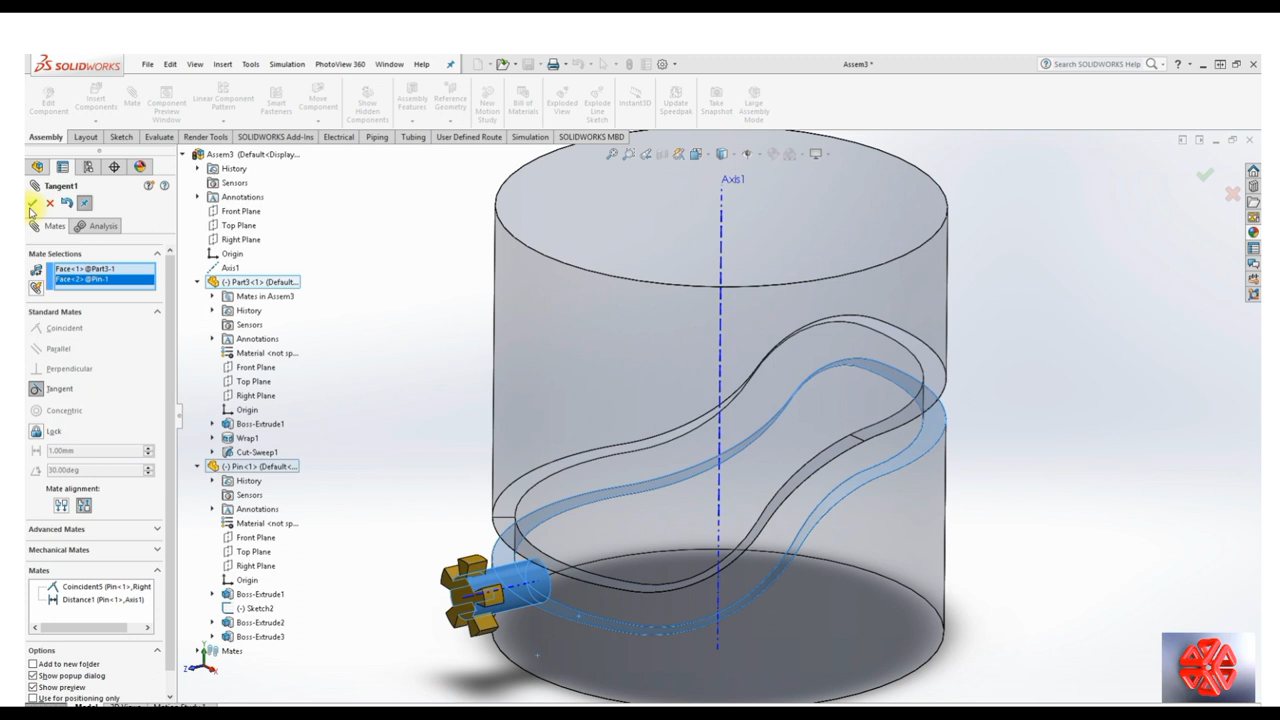 SOLIDWORKS File Edit View Insert Tools Simulation PhotoView 360 Window Help Assem3 * Search SOLIDWORKS Help
Edit Component Insert Components Mate Component Preview Window Linear Component Pattern Smart Fasteners Move Component Show Hidden Components Assembly Features Reference Geometry New Motion Study Bill of Materials Exploded View Explode Line Sketch Instant3D Update Speedpak Take Snapshot Large Assembly Mode
Assembly Layout Sketch Evaluate Render Tools SOLIDWORKS Add-Ins Electrical Piping Tubing User Defined Route Simulation SOLIDWORKS MBD
Tangent1
Mates Analysis
Mate Selections
Face<1>@Part3-1
Face<2>@Pin-1
Standard Mates
Coincident
Parallel
Perpendicular
Tangent
Concentric
Lock
1.00mm
30.00deg
Mate alignment:
Advanced Mates
Mechanical Mates
Mates
Coincident5 (Pin<1>,Right
Distance1 (Pin<1>,Axis1)
Options
Add to new folder
Show popup dialog
Show preview
Use for positioning only
Assem3 (Default<Display...
History
Sensors
Annotations
Front Plane
Top Plane
Right Plane
Origin
Axis1
(-) Part3<1> (Default...
Mates in Assem3
History
Sensors
Annotations
Material <not sp...
Front Plane
Top Plane
Right Plane
Origin
Boss-Extrude1
Wrap1
Cut-Sweep1
(-) Pin<1> (Default<...
History
Sensors
Annotations
Material <not sp...
Front Plane
Top Plane
Right Plane
Origin
Boss-Extrude1
(-) Sketch2
Boss-Extrude2
Boss-Extrude3
Mates
Axis1
Y
Z
X